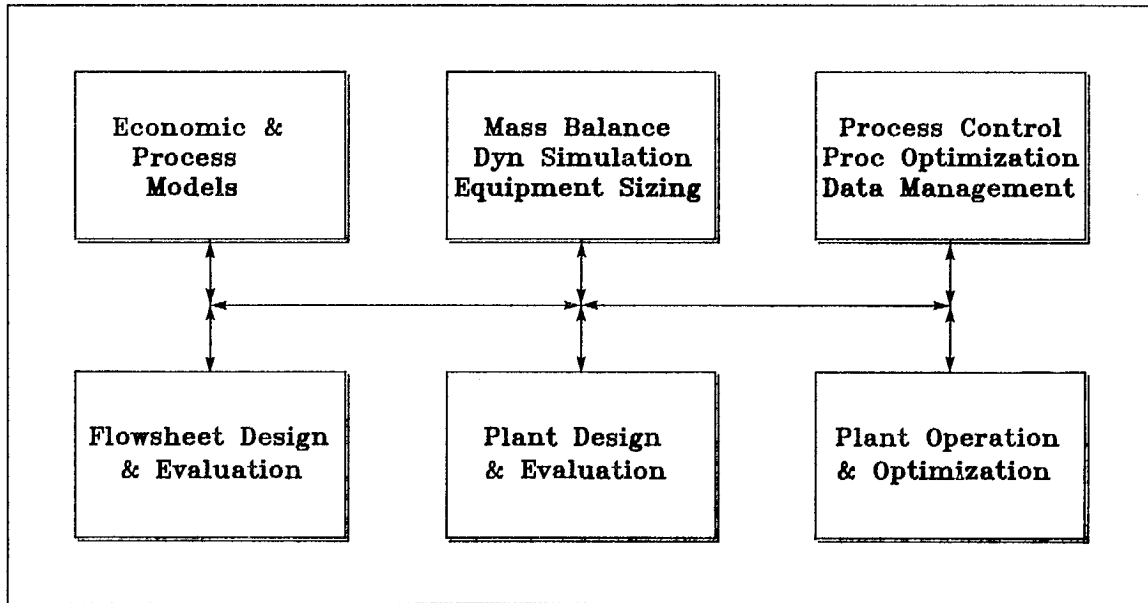 Economic &
Process
Models
Mass Balance
Dyn Simulation
Equipment Sizing
Process Control
Proc Optimization
Data Management
Flowsheet Design
& Evaluation
Plant Design
& Evaluation
Plant Operation
& Optimization